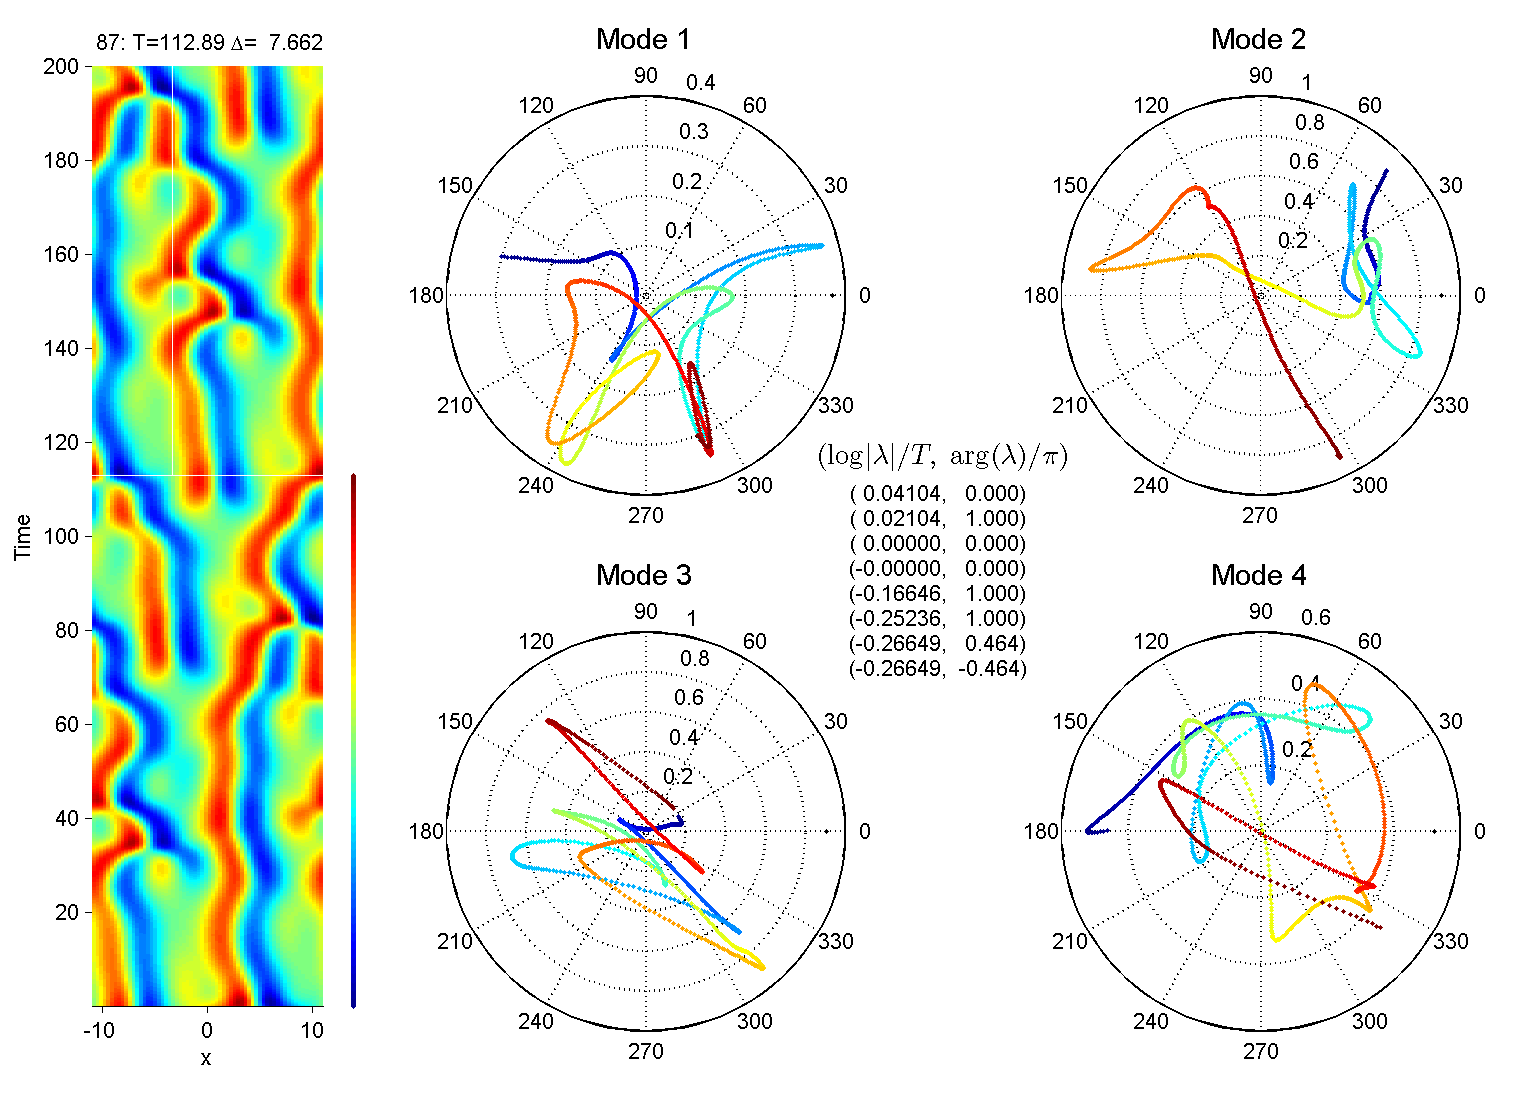 87: T=112.89 Δ= 7.662
200
180
160
140
120
100
80
60
40
20
Time
-10 0 10
x
Mode 1
90 0.4
120 60
0.3
150 0.2 30
0.1
180 0
210 330
240 300
270
Mode 2
90 1
120 0.8 60
0.6
150 0.4 30
0.2
180 0
210 330
240 300
270
(log|λ|/T, arg(λ)/π)
( 0.04104, 0.000)
( 0.02104, 1.000)
( 0.00000, 0.000)
(-0.00000, 0.000)
(-0.16646, 1.000)
(-0.25236, 1.000)
(-0.26649, 0.464)
(-0.26649, -0.464)
Mode 3
90 1
120 0.8 60
0.6
150 0.4 30
0.2
180 0
210 330
240 300
270
Mode 4
90 0.6
120 60
0.4
150 0.2 30
180 0
210 330
240 300
270